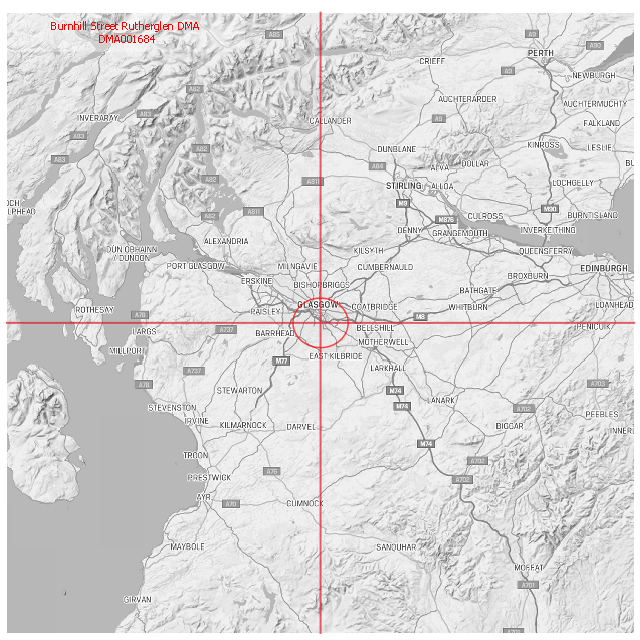 Burnhill Street Rutherglen DMA
DMA001684
A85
A9
A90
PERTH
CRIEFF
A9
NEWBURGH
A82
AUCHTERARDER
AUCHTERMUCHTY
INVERARAY
A83
CALLANDER
A9
FALKLAND
A83
KINROSS
LESLIE
A82
DUNBLANE
A83
A84
ALVA
DOLLAR
A82
A811
STIRLING
ALLOA
LOCHGELLY
OCH
LPHEAD
A82
A811
M9
M90
M876
CULROSS
BURNTISLAND
DENNY
GRANGEMOUTH
INVERKEITHING
DÙN OBHAINN
/ DUNOON
ALEXANDRIA
KILSYTH
QUEENSFERRY
PORT GLASGOW
MILNGAVIE
CUMBERNAULD
EDINBURGH
ERSKINE
BISHOPBRIGGS
BATHGATE
BROXBURN
ROTHESAY
PAISLEY
GLASGOW
COATBRIDGE
WHITBURN
LOANHEAD
A78
M8
LARGS
A737
BARRHEAD
BELLSHILL
PENICUIK
MILLPORT
MOTHERWELL
EAST KILBRIDE
M77
A737
LARKHALL
A78
A703
STEWARTON
M74
LANARK
STEVENSTON
M74
A702
PEEBLES
IRVINE
KILMARNOCK
DARVEL
BIGGAR
INNER
M74
TROON
A702
A76
PRESTWICK
A702
AYR
A70
CUMNOCK
MAYBOLE
SANQUHAR
MOFFAT
A701
GIRVAN